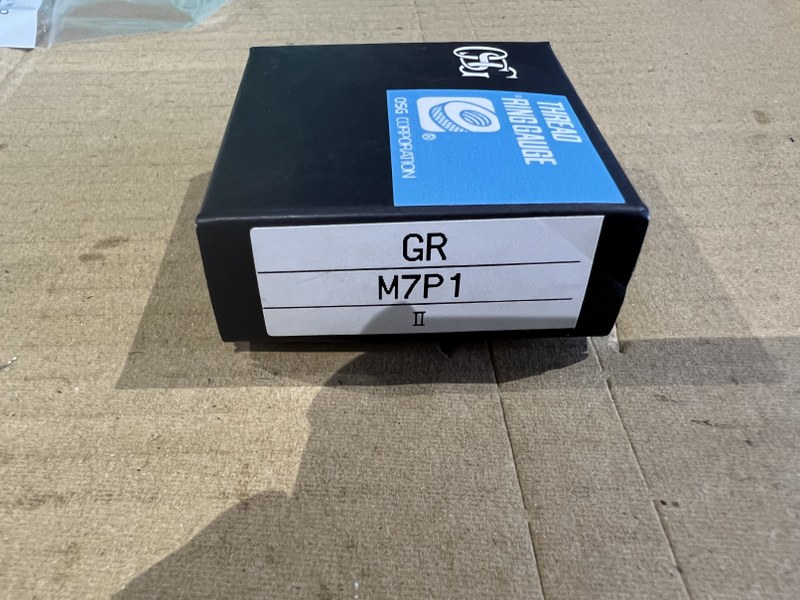 OSG
THREAD
RING GAUGE
®
OSG CORPORATION
GR
M7P1
II